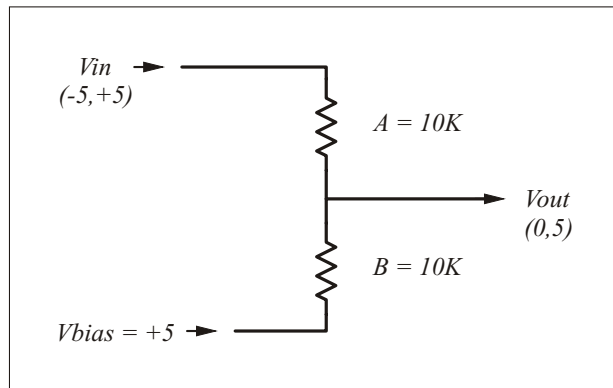 Vin
(-5,+5)
A = 10K
Vout
(0,5)
B = 10K
Vbias = +5